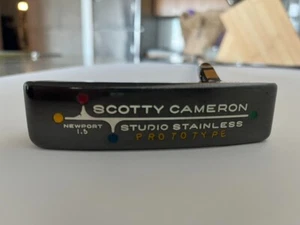 SCOTTY CAMERON
NEWPORT
1.5
STUDIO STAINLESS
PROTOTYPE